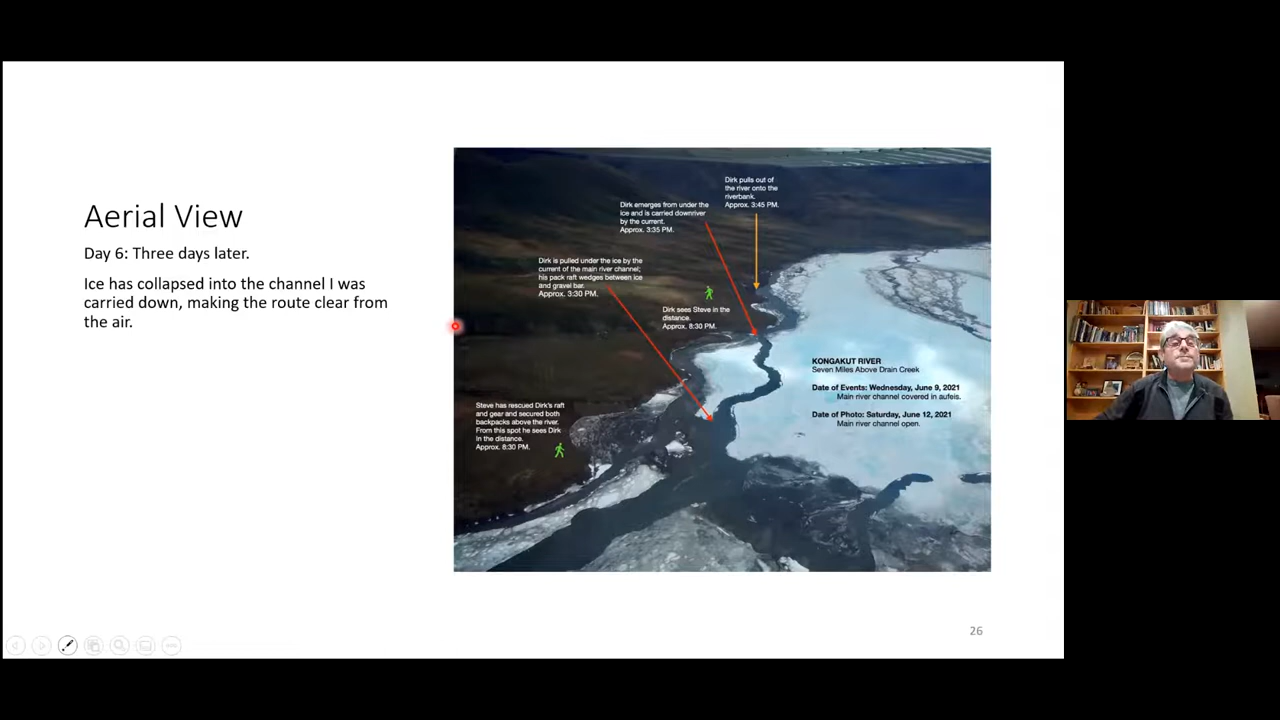 Aerial View
Day 6: Three days later.
Ice has collapsed into the channel I was
carried down, making the route clear from
the air.
Dirk pulls out of
the river onto the
riverbank.
Approx. 3:45 PM.
Dirk emerges from under the
ice and is carried downriver
by the current.
Approx. 3:35 PM.
Dirk is pulled under the ice by the
current of the main river channel;
his pack raft wedges between ice
and gravel bar.
Approx. 3:30 PM.
Dirk sees Steve in the
distance.
Approx. 8:30 PM.
KONGAKUT RIVER
Seven Miles Above Drain Creek
Date of Events: Wednesday, June 9, 2021
Main river channel covered in aufeis.
Date of Photo: Saturday, June 12, 2021
Main river channel open.
Steve has rescued Dirk's raft
and gear and secured both
backpacks above the river.
From this spot he sees Dirk
In the distance.
Approx. 8:30 PM.
26